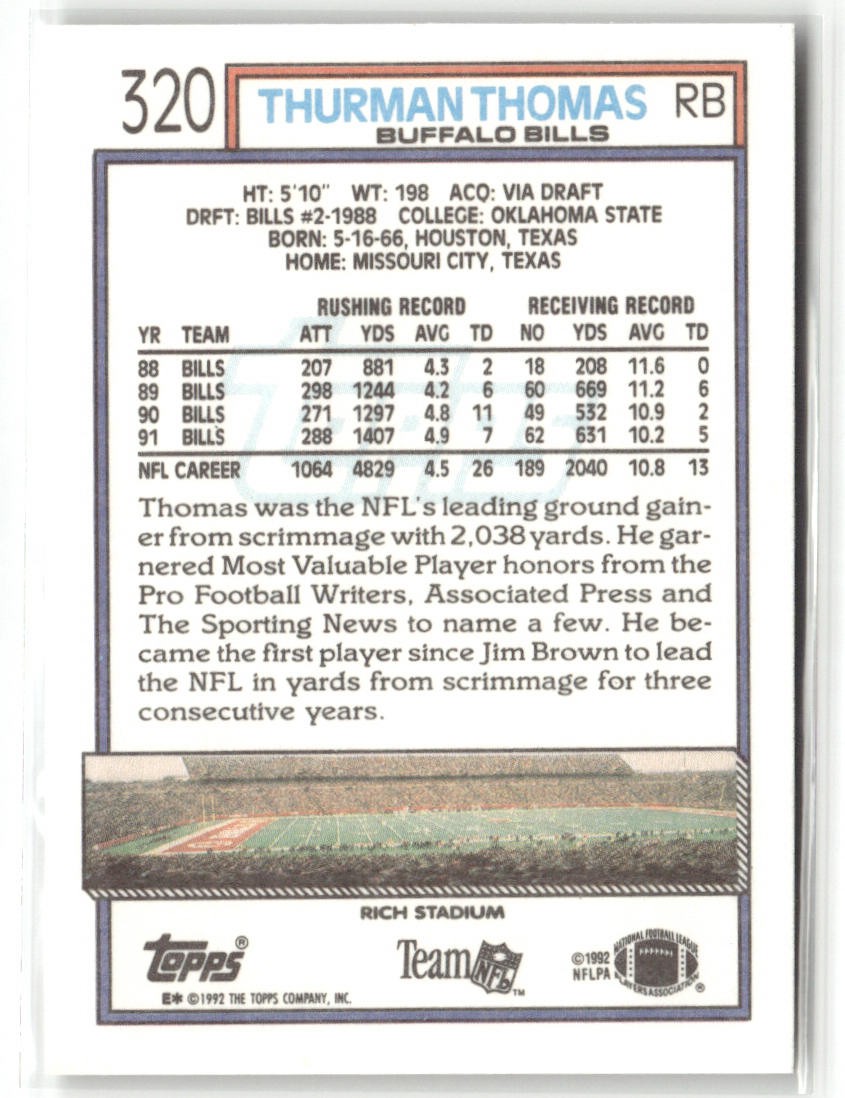 320
THURMAN THOMAS RB
BUFFALO BILLS
HT: 5'10" WT: 198 ACQ: VIA DRAFT
DRFT: BILLS #2-1988 COLLEGE: OKLAHOMA STATE
BORN: 5-16-66, HOUSTON, TEXAS
HOME: MISSOURI CITY, TEXAS
RUSHING RECORD RECEIVING RECORD
YR TEAM ATT YDS AVG TD NO YDS AVG TD
88 BILLS 207 881 4.3 2 18 208 11.6 0
89 BILLS 298 1244 4.2 6 60 669 11.2 6
90 BILLS 271 1297 4.8 11 49 532 10.9 2
91 BILLS 288 1407 4.9 7 62 631 10.2 5
NFL CAREER 1064 4829 4.5 26 189 2040 10.8 13
Thomas was the NFL's leading ground gain-
er from scrimmage with 2,038 yards. He gar-
nered Most Valuable Player honors from the
Pro Football Writers, Associated Press and
The Sporting News to name a few. He be-
came the first player since Jim Brown to lead
the NFL in yards from scrimmage for three
consecutive years.
RICH STADIUM
TOPPS®
Team NFL™
©1992
NFLPA
NATIONAL FOOTBALL LEAGUE
PLAYERS ASSOCIATION®
E* ©1992 THE TOPPS COMPANY, INC.